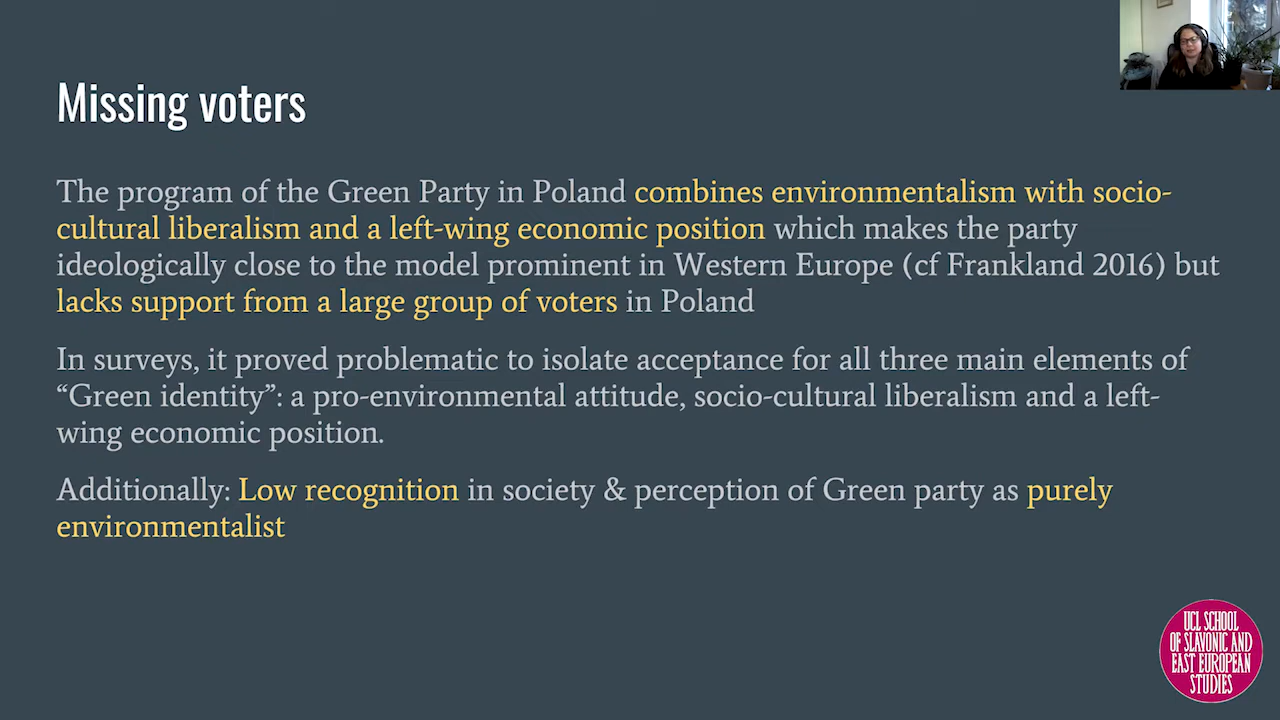 Missing voters
The program of the Green Party in Poland combines environmentalism with socio-
cultural liberalism and a left-wing economic position which makes the party
ideologically close to the model prominent in Western Europe (cf Frankland 2016) but
lacks support from a large group of voters in Poland
In surveys, it proved problematic to isolate acceptance for all three main elements of
“Green identity”: a pro-environmental attitude, socio-cultural liberalism and a left-
wing economic position.
Additionally: Low recognition in society & perception of Green party as purely
environmentalist
UCL SCHOOL
OF SLAVONIC AND
EAST EUROPEAN
STUDIES